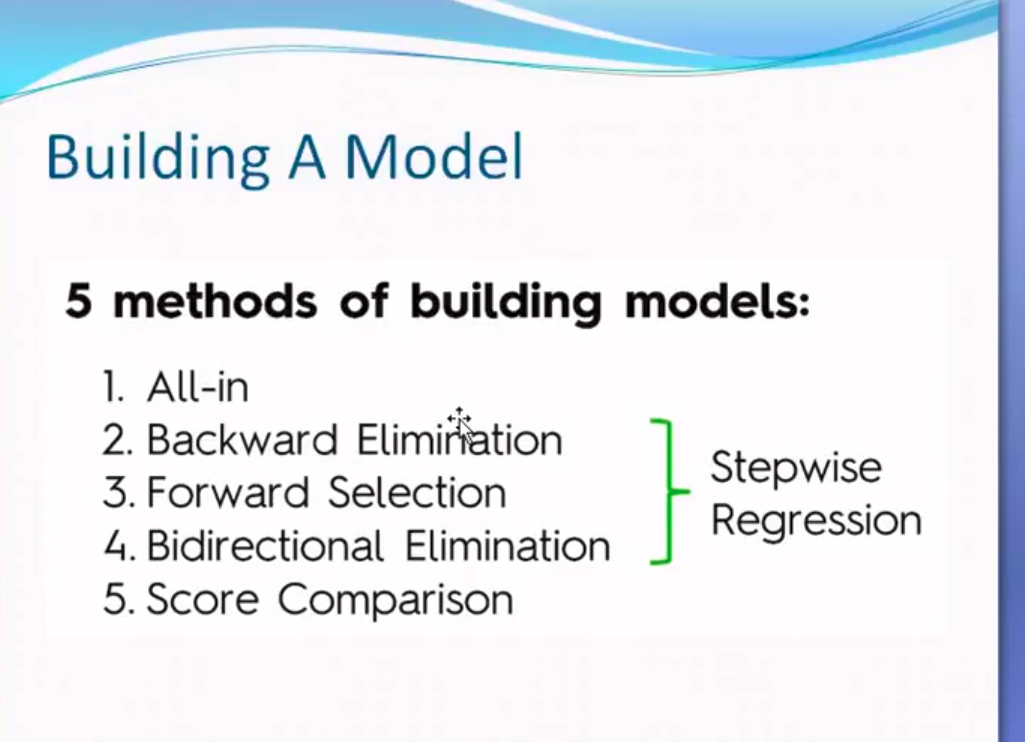 Building A Model
5 methods of building models:
1. All-in
2. Backward Elimination
3. Forward Selection
4. Bidirectional Elimination
5. Score Comparison
Stepwise
Regression